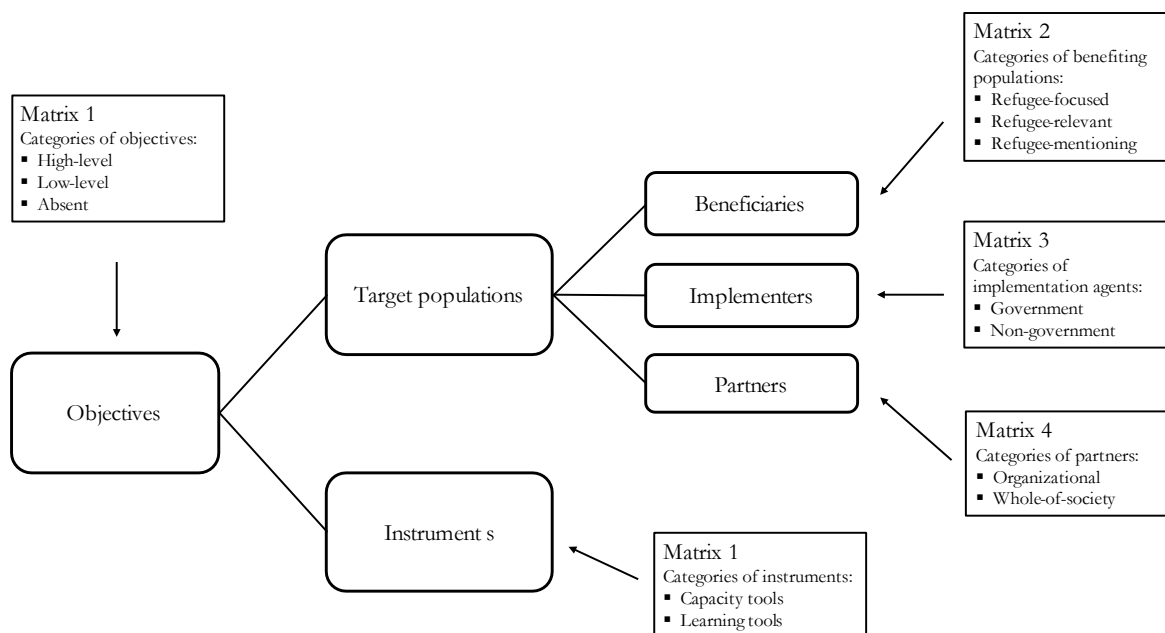 Matrix 2
Categories of benefiting
populations:
▪ Refugee-focused
▪ Refugee-relevant
▪ Refugee-mentioning
Matrix 1
Categories of objectives:
▪ High-level
▪ Low-level
▪ Absent
Beneficiaries
Target populations
Implementers
Matrix 3
Categories of
implementation agents:
▪ Government
▪ Non-government
Partners
Objectives
Matrix 4
Categories of partners:
▪ Organizational
▪ Whole-of-society
Instrument s
Matrix 1
Categories of instruments:
▪ Capacity tools
▪ Learning tools